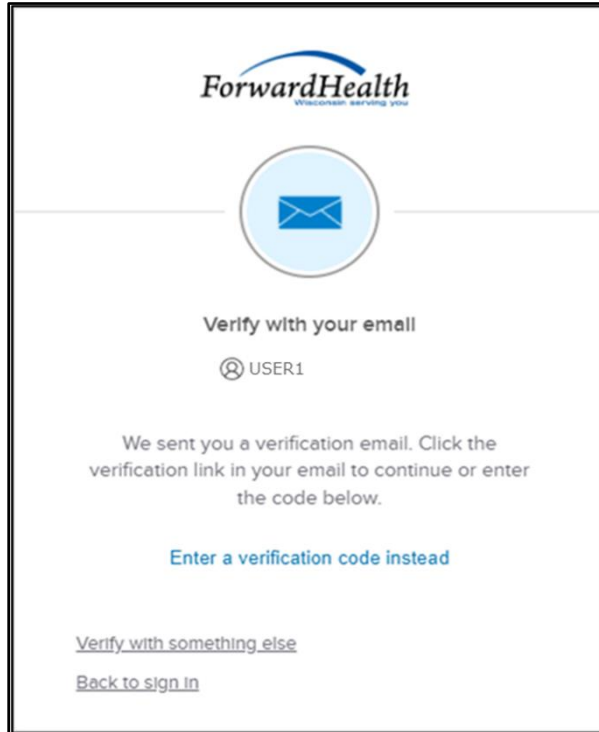 ForwardHealth
Wisconsin serving you
Verify with your email
USER1
We sent you a verification email. Click the
verification link in your email to continue or enter
the code below.
Enter a verification code instead
Verify with something else
Back to sign in